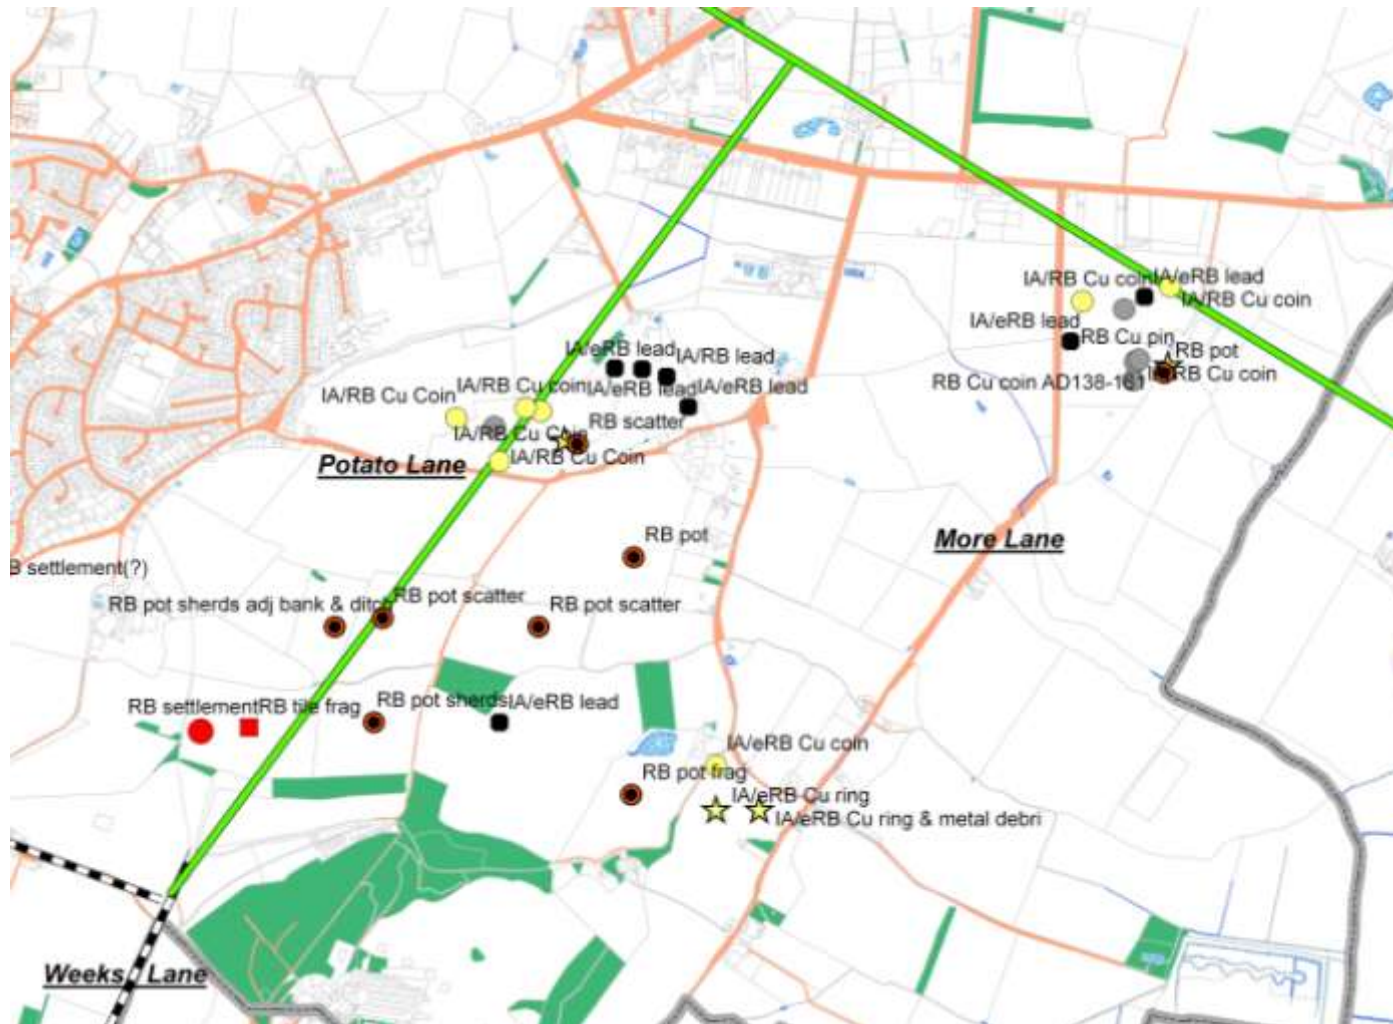 IA/RB Cu coin
IA/eRB lead
IA/RB Cu coin
IA/eRB lead
RB Cu pin
RB pot
RB Cu coin AD138-161
RB Cu coin
IA/eRB lead
IA/RB lead
IA/RB Cu Coin
IA/RB Cu coin
IA/eRB lead
IA/eRB lead
RB scatter
IA/RB Cu Coin
IA/RB Cu Coin
Potato Lane
RB pot
More Lane
B settlement(?)
RB pot sherds adj bank & ditch
RB pot scatter
RB pot scatter
RB settlement
RB tile frag
RB pot sherds
IA/eRB lead
IA/eRB Cu coin
RB pot frag
IA/eRB Cu ring
IA/eRB Cu ring & metal debri
Weeks Lane